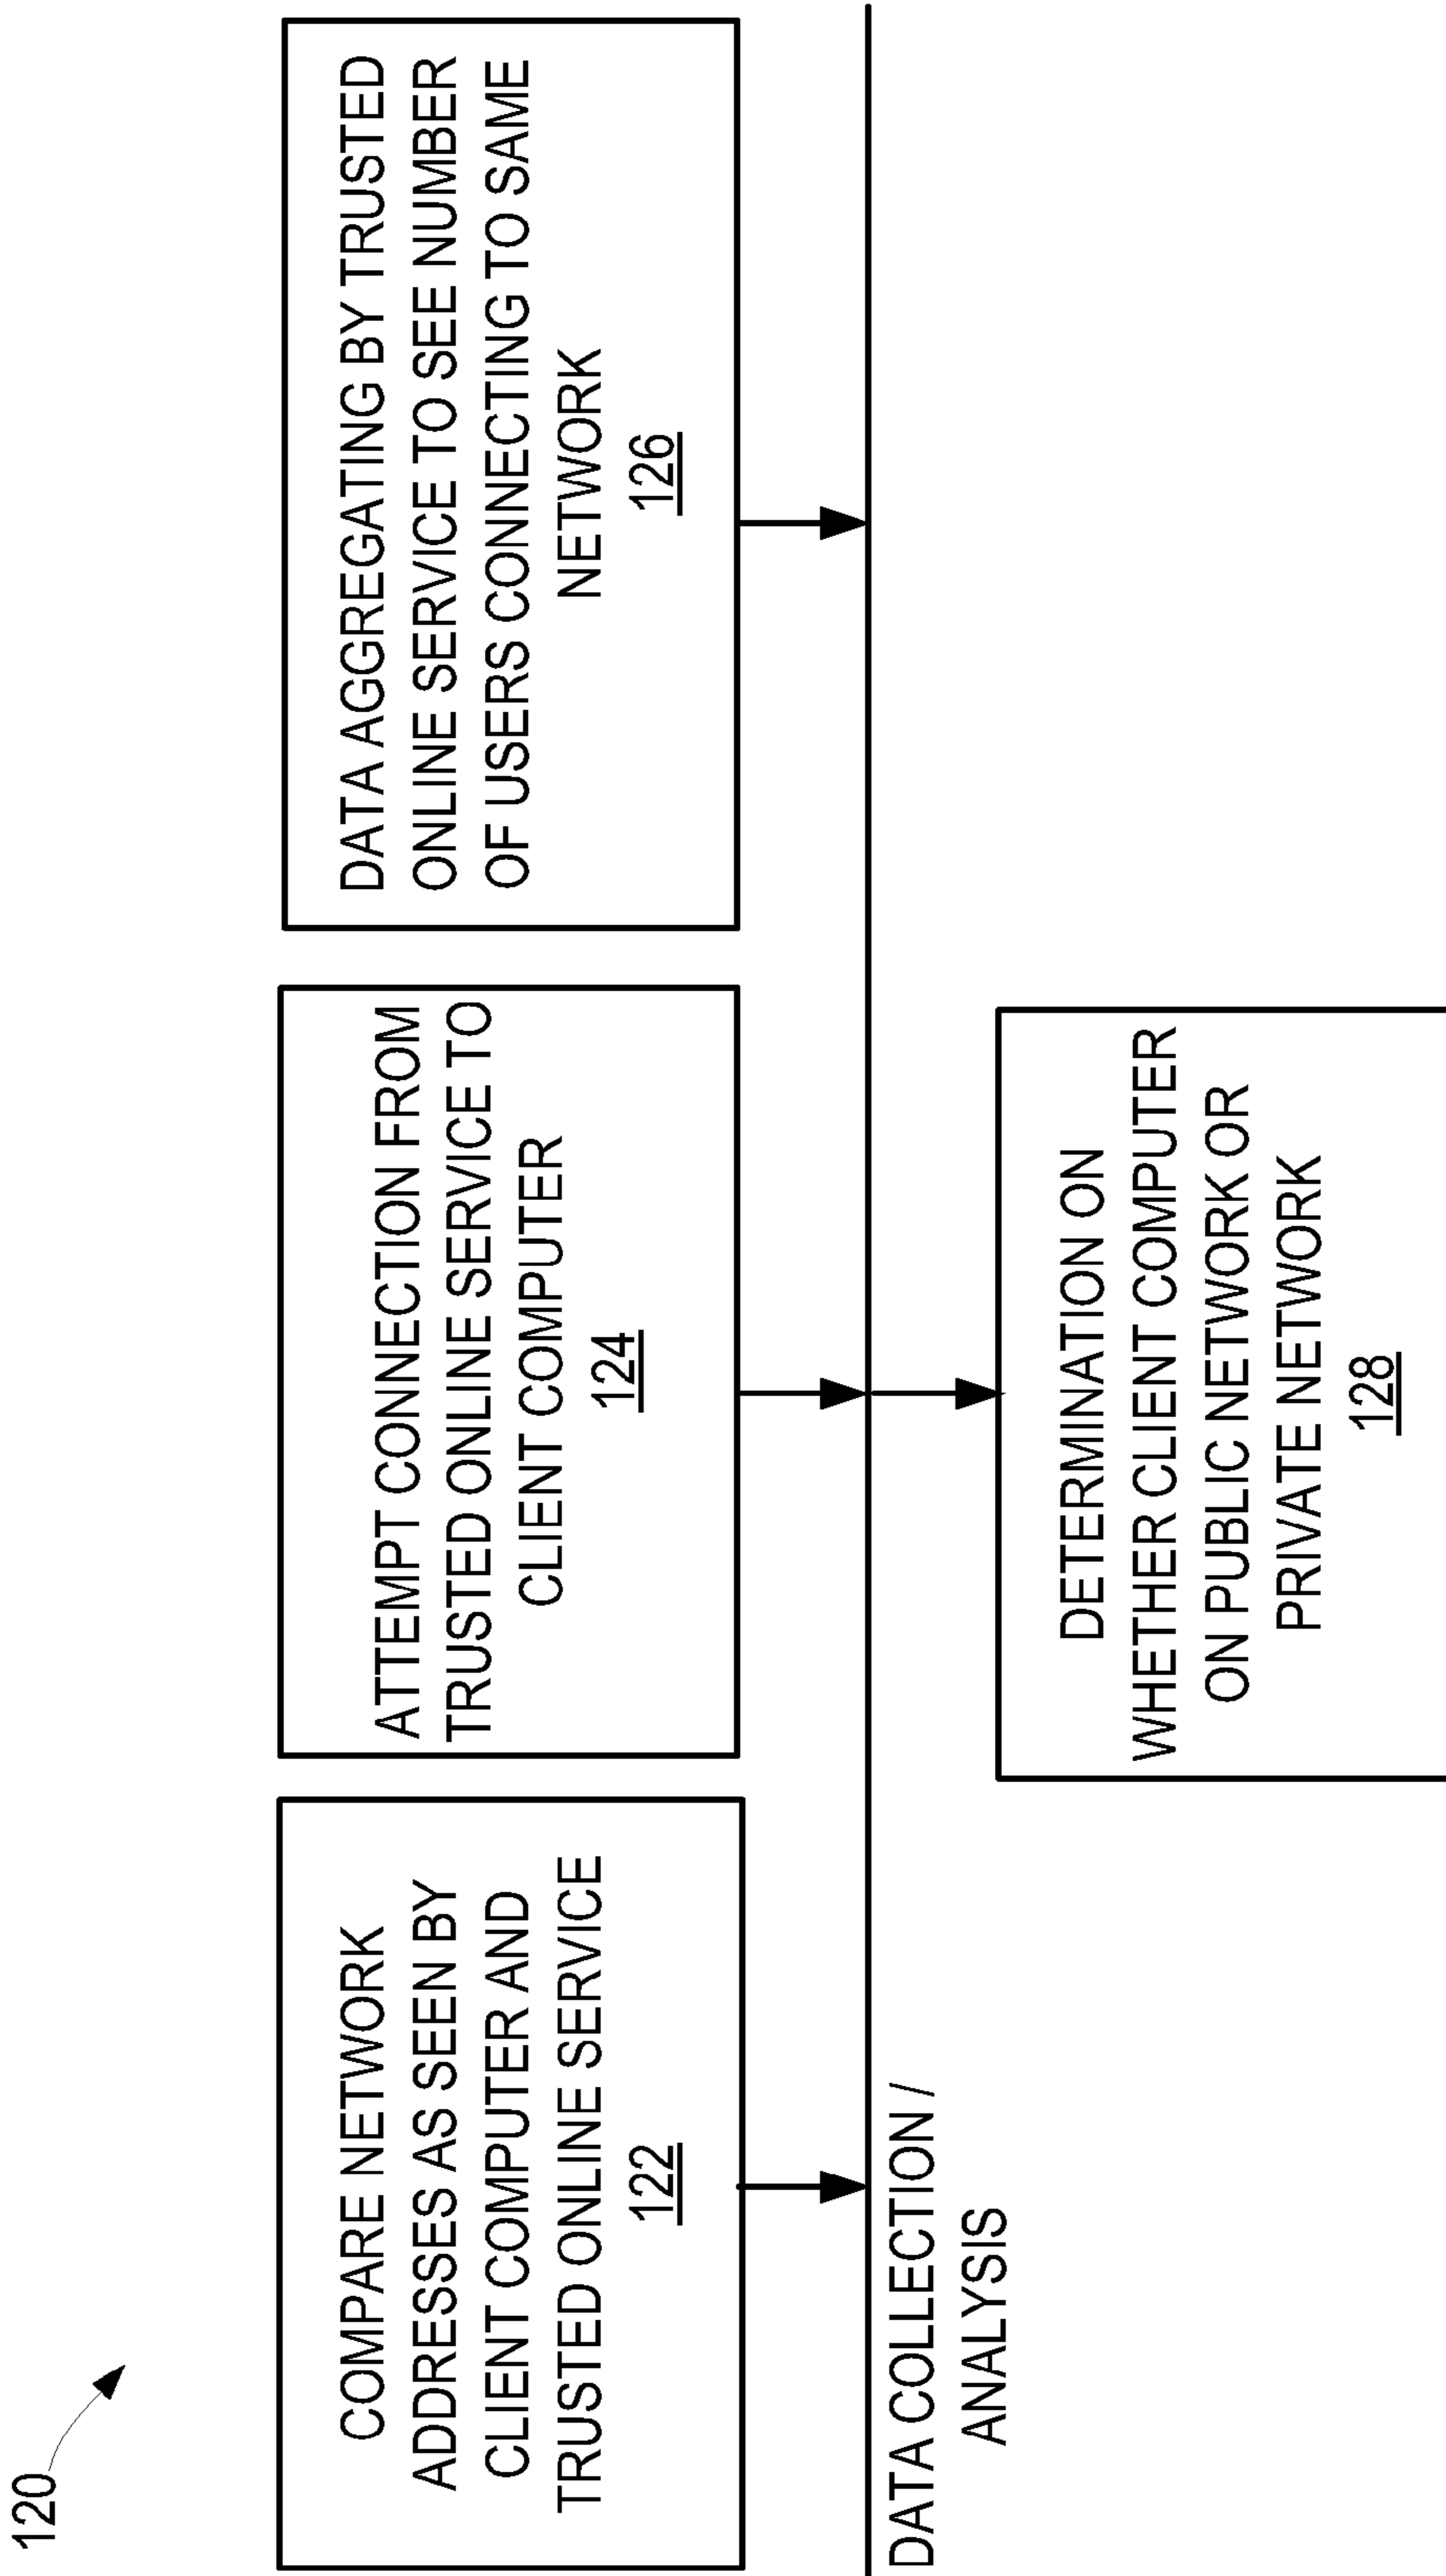 120
COMPARE NETWORK
ADDRESSES AS SEEN BY
CLIENT COMPUTER AND
TRUSTED ONLINE SERVICE
122
ATTEMPT CONNECTION FROM
TRUSTED ONLINE SERVICE TO
CLIENT COMPUTER
124
DATA AGGREGATING BY TRUSTED
ONLINE SERVICE TO SEE NUMBER
OF USERS CONNECTING TO SAME
NETWORK
126
DATA COLLECTION /
ANALYSIS
DETERMINATION ON
WHETHER CLIENT COMPUTER
ON PUBLIC NETWORK OR
PRIVATE NETWORK
128